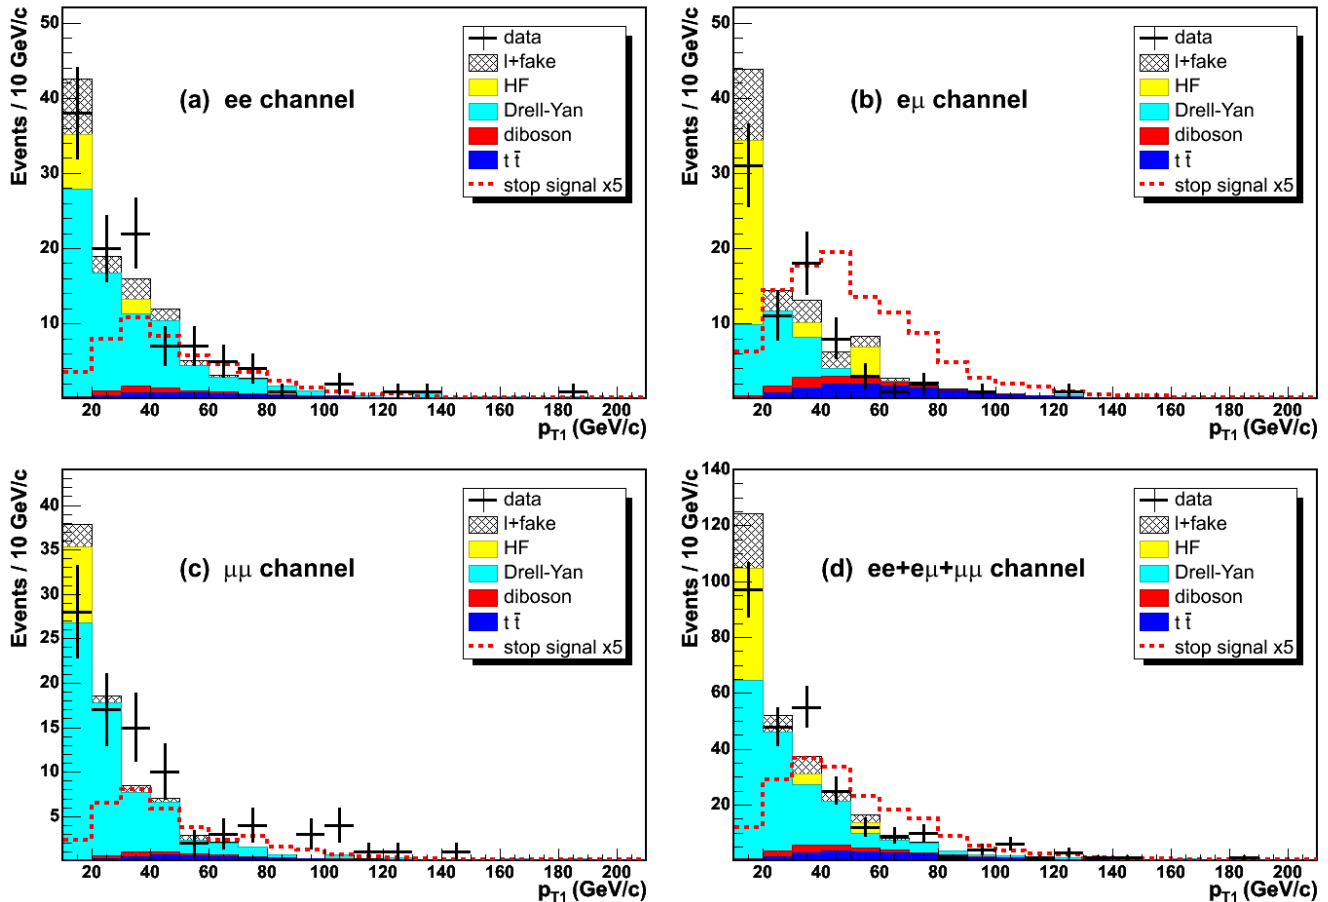 Events / 10 GeV/c
50
40
30
20
10
(a) ee channel
data
l+fake
HF
Drell-Yan
diboson
t t̄
stop signal x5
20 40 60 80 100 120 140 160 180 200
pT1 (GeV/c)
Events / 10 GeV/c
50
40
30
20
10
(b) eμ channel
data
l+fake
HF
Drell-Yan
diboson
t t̄
stop signal x5
20 40 60 80 100 120 140 160 180 200
pT1 (GeV/c)
Events / 10 GeV/c
40
35
30
25
20
15
10
5
(c) μμ channel
data
l+fake
HF
Drell-Yan
diboson
t t̄
stop signal x5
20 40 60 80 100 120 140 160 180 200
pT1 (GeV/c)
Events / 10 GeV/c
140
120
100
80
60
40
20
(d) ee+eμ+μμ channel
data
l+fake
HF
Drell-Yan
diboson
t t̄
stop signal x5
20 40 60 80 100 120 140 160 180 200
pT1 (GeV/c)